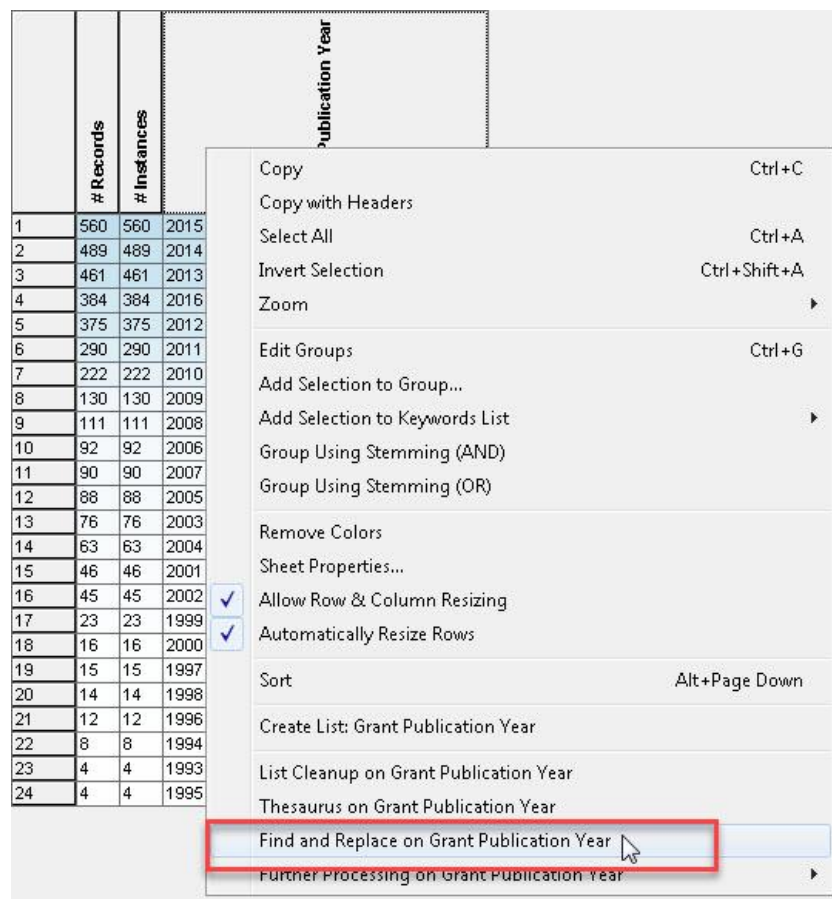 # Records # Instances Publication Year
1 560 560 2015
2 489 489 2014
3 461 461 2013
4 384 384 2016
5 375 375 2012
6 290 290 2011
7 222 222 2010
8 130 130 2009
9 111 111 2008
10 92 92 2006
11 90 90 2007
12 88 88 2005
13 76 76 2003
14 63 63 2004
15 46 46 2001
16 45 45 2002
17 23 23 1999
18 16 16 2000
19 15 15 1997
20 14 14 1998
21 12 12 1996
22 8 8 1994
23 4 4 1993
24 4 4 1995
Copy Ctrl+C
Copy with Headers
Select All Ctrl+A
Invert Selection Ctrl+Shift+A
Zoom
Edit Groups Ctrl+G
Add Selection to Group...
Add Selection to Keywords List
Group Using Stemming (AND)
Group Using Stemming (OR)
Remove Colors
Sheet Properties...
Allow Row & Column Resizing
Automatically Resize Rows
Sort Alt+Page Down
Create List: Grant Publication Year
List Cleanup on Grant Publication Year
Thesaurus on Grant Publication Year
Find and Replace on Grant Publication Year
Further Processing on Grant Publication Year